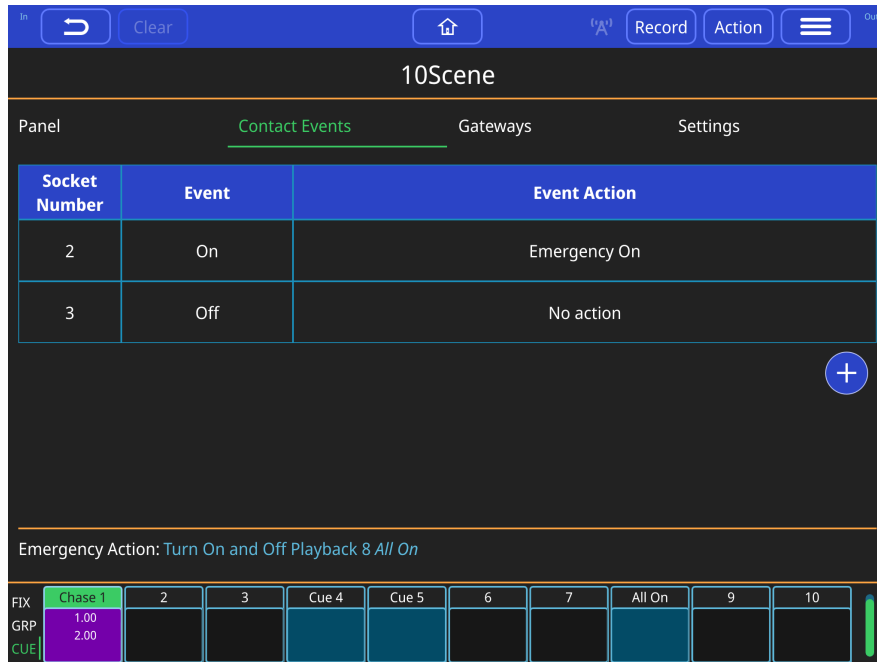 In
Clear
Record
Action
Out
10Scene
Panel
Contact Events
Gateways
Settings
Socket
Number
Event
Event Action
2
On
Emergency On
3
Off
No action
Emergency Action: Turn On and Off Playback 8 All On
FIX
GRP
CUE
Chase 1
1.00
2.00
2
3
Cue 4
Cue 5
6
7
All On
9
10